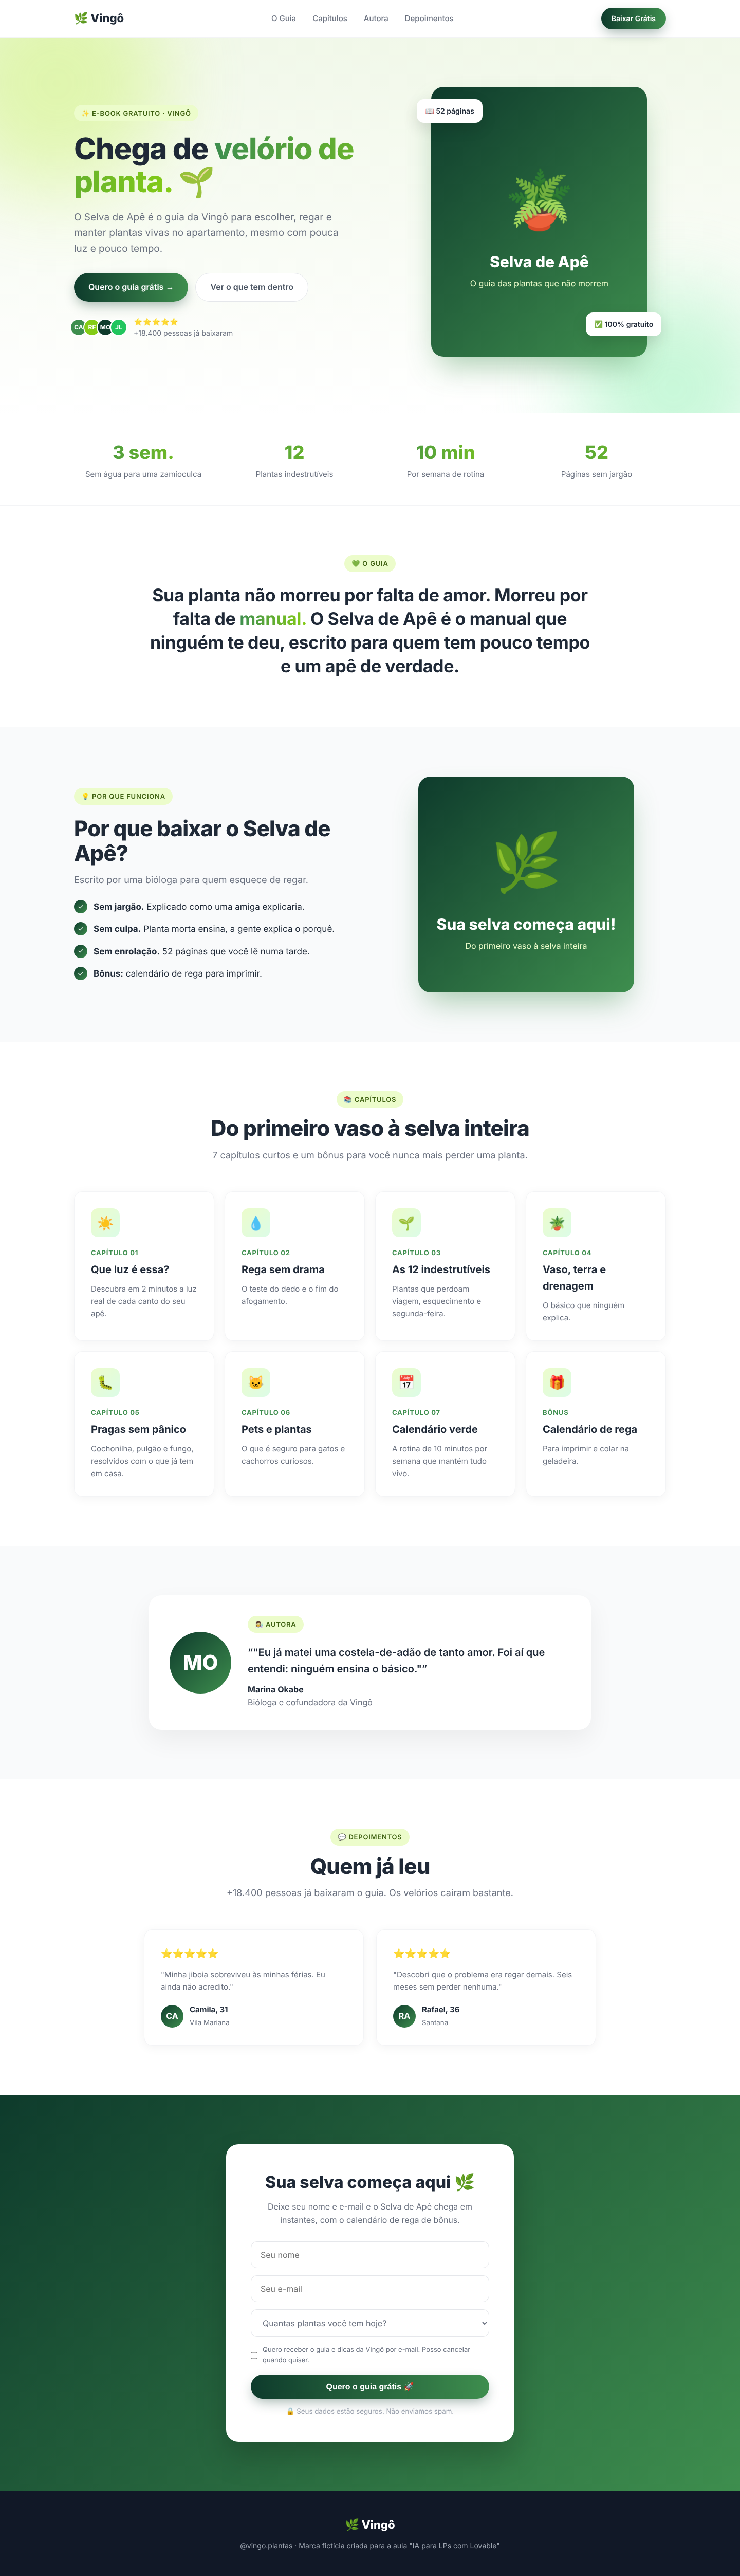 🌿 Vingô
O Guia
Capítulos
Autora
Depoimentos
Baixar Grátis
✨ E-BOOK GRATUITO · VINGÔ
Chega de velório de
planta. 🌱
O Selva de Apê é o guia da Vingô para escolher, regar e
manter plantas vivas no apartamento, mesmo com pouca
luz e pouco tempo.
Quero o guia grátis →
Ver o que tem dentro
CA
RF
MO
JL
⭐⭐⭐⭐⭐
+18.400 pessoas já baixaram
📖 52 páginas
Selva de Apê
O guia das plantas que não morrem
✅ 100% gratuito
3 sem.
Sem água para uma zamioculca
12
Plantas indestrutíveis
10 min
Por semana de rotina
52
Páginas sem jargão
💚 O GUIA
Sua planta não morreu por falta de amor. Morreu por
falta de manual. O Selva de Apê é o manual que
ninguém te deu, escrito para quem tem pouco tempo
e um apê de verdade.
💡 POR QUE FUNCIONA
Por que baixar o Selva de
Apê?
Escrito por uma bióloga para quem esquece de regar.
✓ Sem jargão. Explicado como uma amiga explicaria.
✓ Sem culpa. Planta morta ensina, a gente explica o porquê.
✓ Sem enrolação. 52 páginas que você lê numa tarde.
✓ Bônus: calendário de rega para imprimir.
Sua selva começa aqui!
Do primeiro vaso à selva inteira
📚 CAPÍTULOS
Do primeiro vaso à selva inteira
7 capítulos curtos e um bônus para você nunca mais perder uma planta.
CAPÍTULO 01
Que luz é essa?
Descubra em 2 minutos a luz
real de cada canto do seu
apê.
CAPÍTULO 02
Rega sem drama
O teste do dedo e o fim do
afogamento.
CAPÍTULO 03
As 12 indestrutíveis
Plantas que perdoam
viagem, esquecimento e
segunda-feira.
CAPÍTULO 04
Vaso, terra e
drenagem
O básico que ninguém
explica.
CAPÍTULO 05
Pragas sem pânico
Cochonilha, pulgão e fungo,
resolvidos com o que já tem
em casa.
CAPÍTULO 06
Pets e plantas
O que é seguro para gatos e
cachorros curiosos.
CAPÍTULO 07
Calendário verde
A rotina de 10 minutos por
semana que mantém tudo
vivo.
BÔNUS
Calendário de rega
Para imprimir e colar na
geladeira.
MO
👩🏻‍🔬 AUTORA
“"Eu já matei uma costela-de-adão de tanto amor. Foi aí que
entendi: ninguém ensina o básico."”
Marina Okabe
Bióloga e cofundadora da Vingô
💬 DEPOIMENTOS
Quem já leu
+18.400 pessoas já baixaram o guia. Os velórios caíram bastante.
⭐⭐⭐⭐⭐
"Minha jiboia sobreviveu às minhas férias. Eu
ainda não acredito."
CA
Camila, 31
Vila Mariana
⭐⭐⭐⭐⭐
"Descobri que o problema era regar demais. Seis
meses sem perder nenhuma."
RA
Rafael, 36
Santana
Sua selva começa aqui 🌿
Deixe seu nome e e-mail e o Selva de Apê chega em
instantes, com o calendário de rega de bônus.
Seu nome
Seu e-mail
Quantas plantas você tem hoje?
Quero receber o guia e dicas da Vingô por e-mail. Posso cancelar
quando quiser.
Quero o guia grátis 🚀
🔒 Seus dados estão seguros. Não enviamos spam.
🌿 Vingô
@vingo.plantas · Marca fictícia criada para a aula "IA para LPs com Lovable"